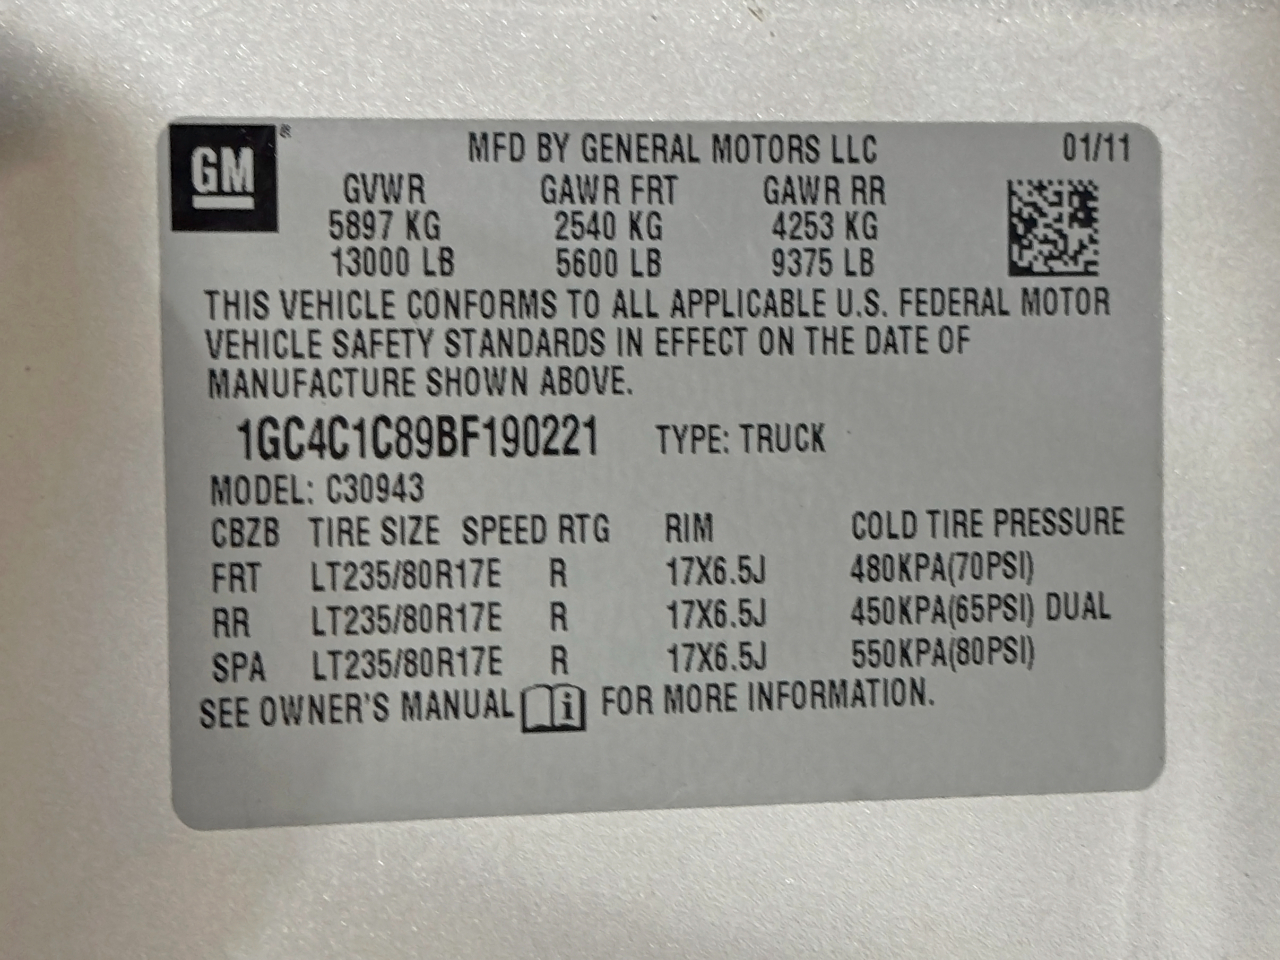 GM® MFD BY GENERAL MOTORS LLC 01/11
GVWR GAWR FRT GAWR RR
5897 KG 2540 KG 4253 KG
13000 LB 5600 LB 9375 LB
THIS VEHICLE CONFORMS TO ALL APPLICABLE U.S. FEDERAL MOTOR
VEHICLE SAFETY STANDARDS IN EFFECT ON THE DATE OF
MANUFACTURE SHOWN ABOVE.
1GC4C1C89BF190221 TYPE: TRUCK
MODEL: C30943
CBZB TIRE SIZE SPEED RTG RIM COLD TIRE PRESSURE
FRT LT235/80R17E R 17X6.5J 480KPA(70PSI)
RR LT235/80R17E R 17X6.5J 450KPA(65PSI) DUAL
SPA LT235/80R17E R 17X6.5J 550KPA(80PSI)
SEE OWNER'S MANUAL i FOR MORE INFORMATION.